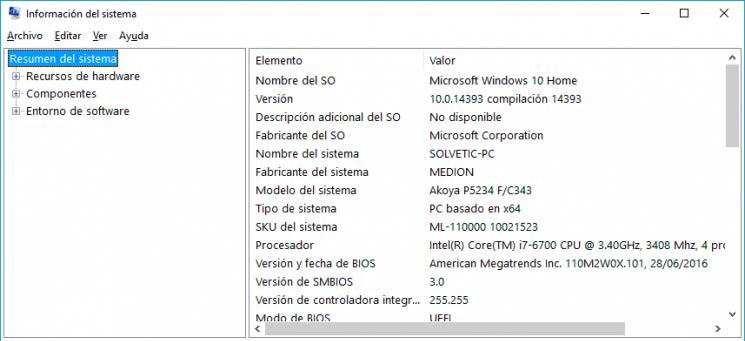 Información del sistema
Archivo Editar Ver Ayuda
Resumen del sistema
Recursos de hardware
Componentes
Entorno de software
Elemento Valor
Nombre del SO Microsoft Windows 10 Home
Versión 10.0.14393 compilación 14393
Descripción adicional del SO No disponible
Fabricante del SO Microsoft Corporation
Nombre del sistema SOLVETIC-PC
Fabricante del sistema MEDION
Modelo del sistema Akoya P5234 F/C343
Tipo de sistema PC basado en x64
SKU del sistema ML-110000 10021523
Procesador Intel(R) Core(TM) i7-6700 CPU @ 3.40GHz, 3408 Mhz, 4 pro
Versión y fecha de BIOS American Megatrends Inc. 110M2W0X.101, 28/06/2016
Versión de SMBIOS 3.0
Versión de controladora integr... 255.255
Modo de BIOS UEFI